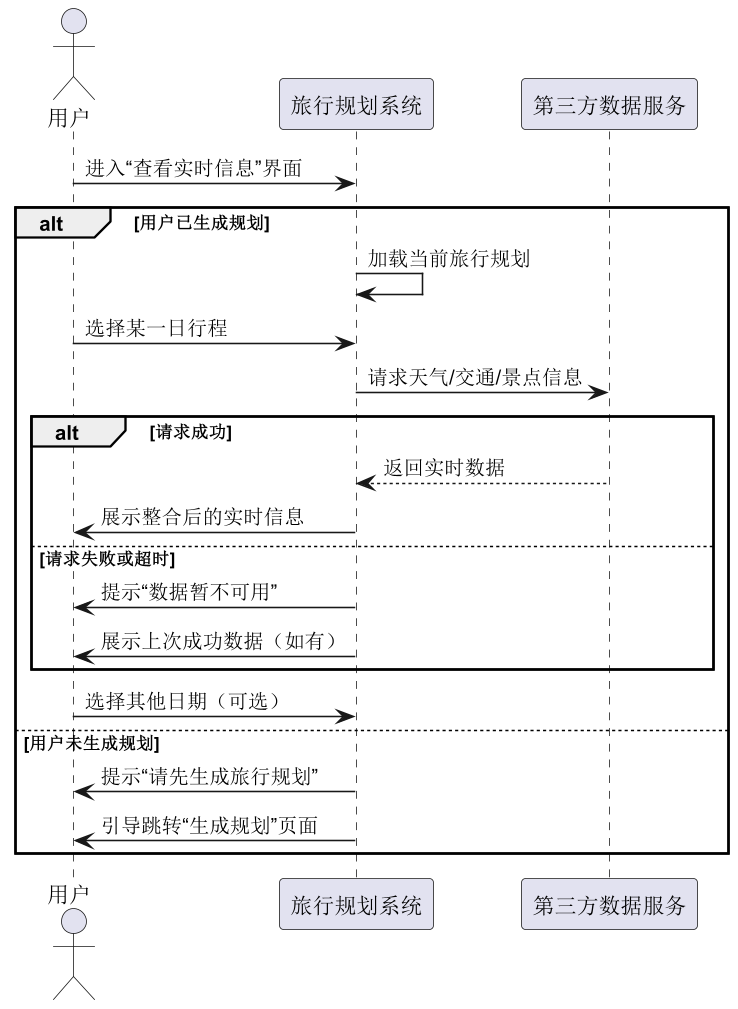 用户
旅行规划系统
第三方数据服务
进入“查看实时信息”界面
alt
[用户已生成规划]
加载当前旅行规划
选择某一日行程
请求天气/交通/景点信息
alt
[请求成功]
返回实时数据
展示整合后的实时信息
[请求失败或超时]
提示“数据暂不可用”
展示上次成功数据（如有）
选择其他日期（可选）
[用户未生成规划]
提示“请先生成旅行规划”
引导跳转“生成规划”页面
用户
旅行规划系统
第三方数据服务